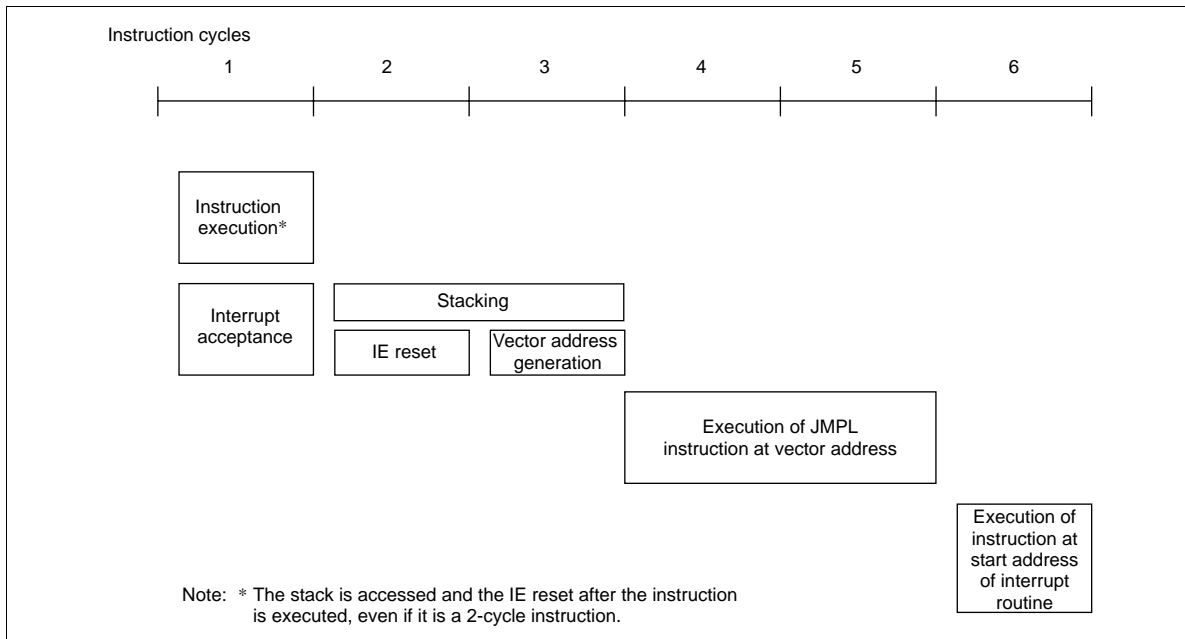 Instruction cycles
1 2 3 4 5 6
Instruction
execution*
Interrupt
acceptance
Stacking
IE reset
Vector address
generation
Execution of JMPL
instruction at vector address
Execution of
instruction at
start address
of interrupt
routine
Note: * The stack is accessed and the IE reset after the instruction
is executed, even if it is a 2-cycle instruction.